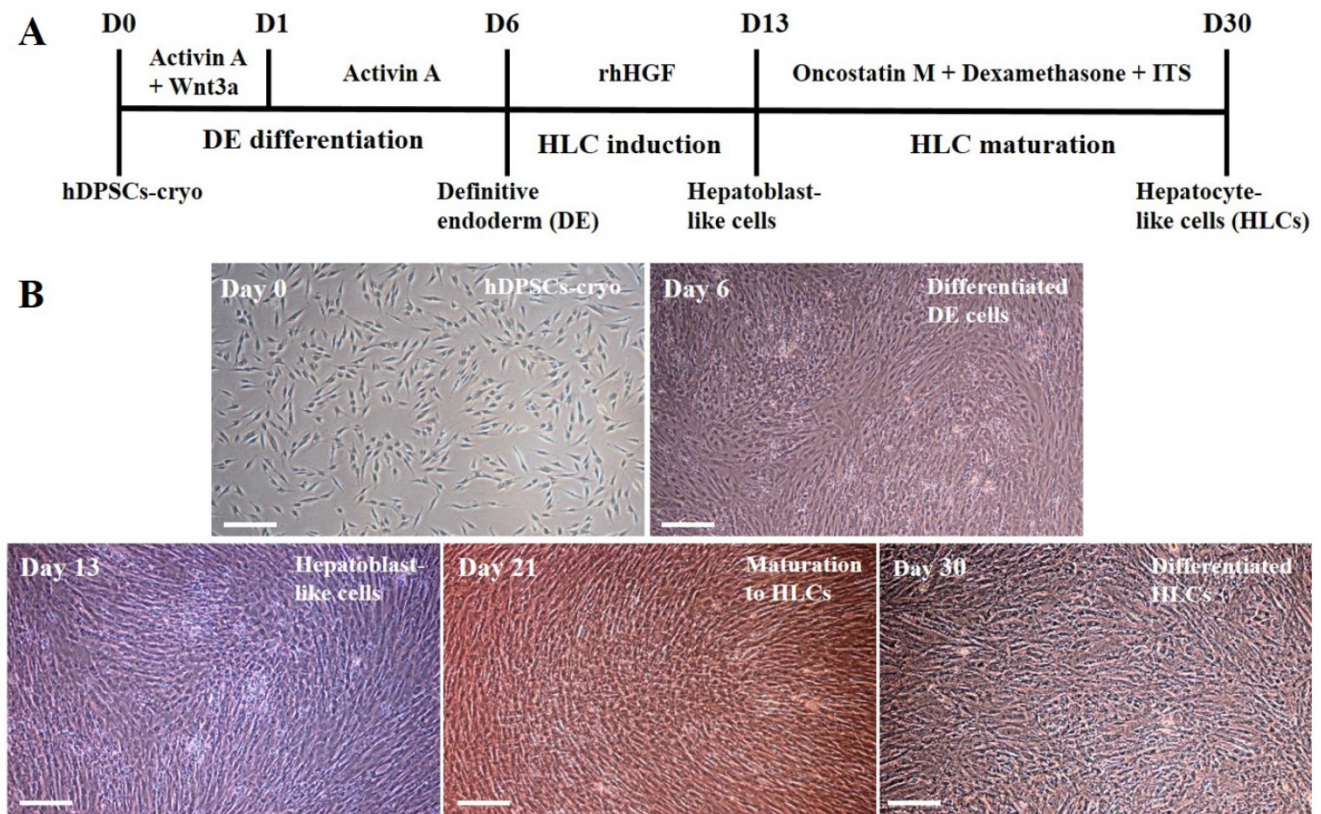 A
D0 D1 D6 D13 D30
Activin A
+ Wnt3a
Activin A
rhHGF
Oncostatin M + Dexamethasone + ITS
DE differentiation
HLC induction
HLC maturation
hDPSCs-cryo
Definitive
endoderm (DE)
Hepatoblast-
like cells
Hepatocyte-
like cells (HLCs)
B
Day 0
hDPSCs-cryo
Day 6
Differentiated
DE cells
Day 13
Hepatoblast-
like cells
Day 21
Maturation
to HLCs
Day 30
Differentiated
HLCs